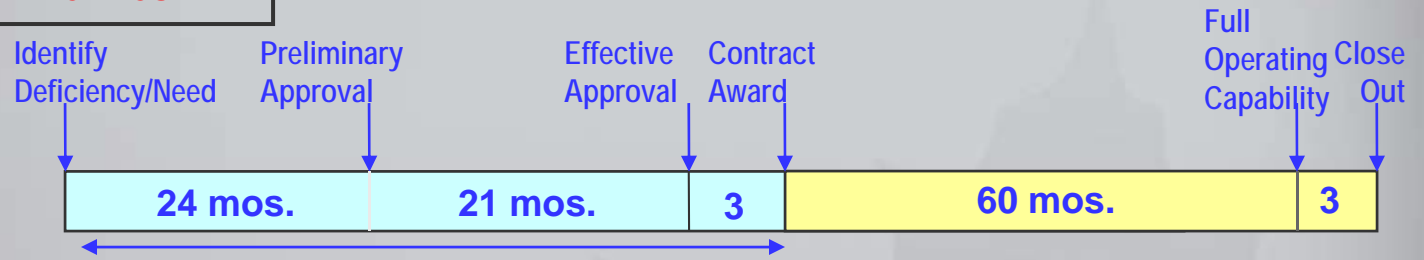 Identify
Deficiency/Need
Preliminary
Approval
Effective
Approval
Contract
Award
Full
Operating
Capability
Close
Out
24 mos.
21 mos.
3
60 mos.
3